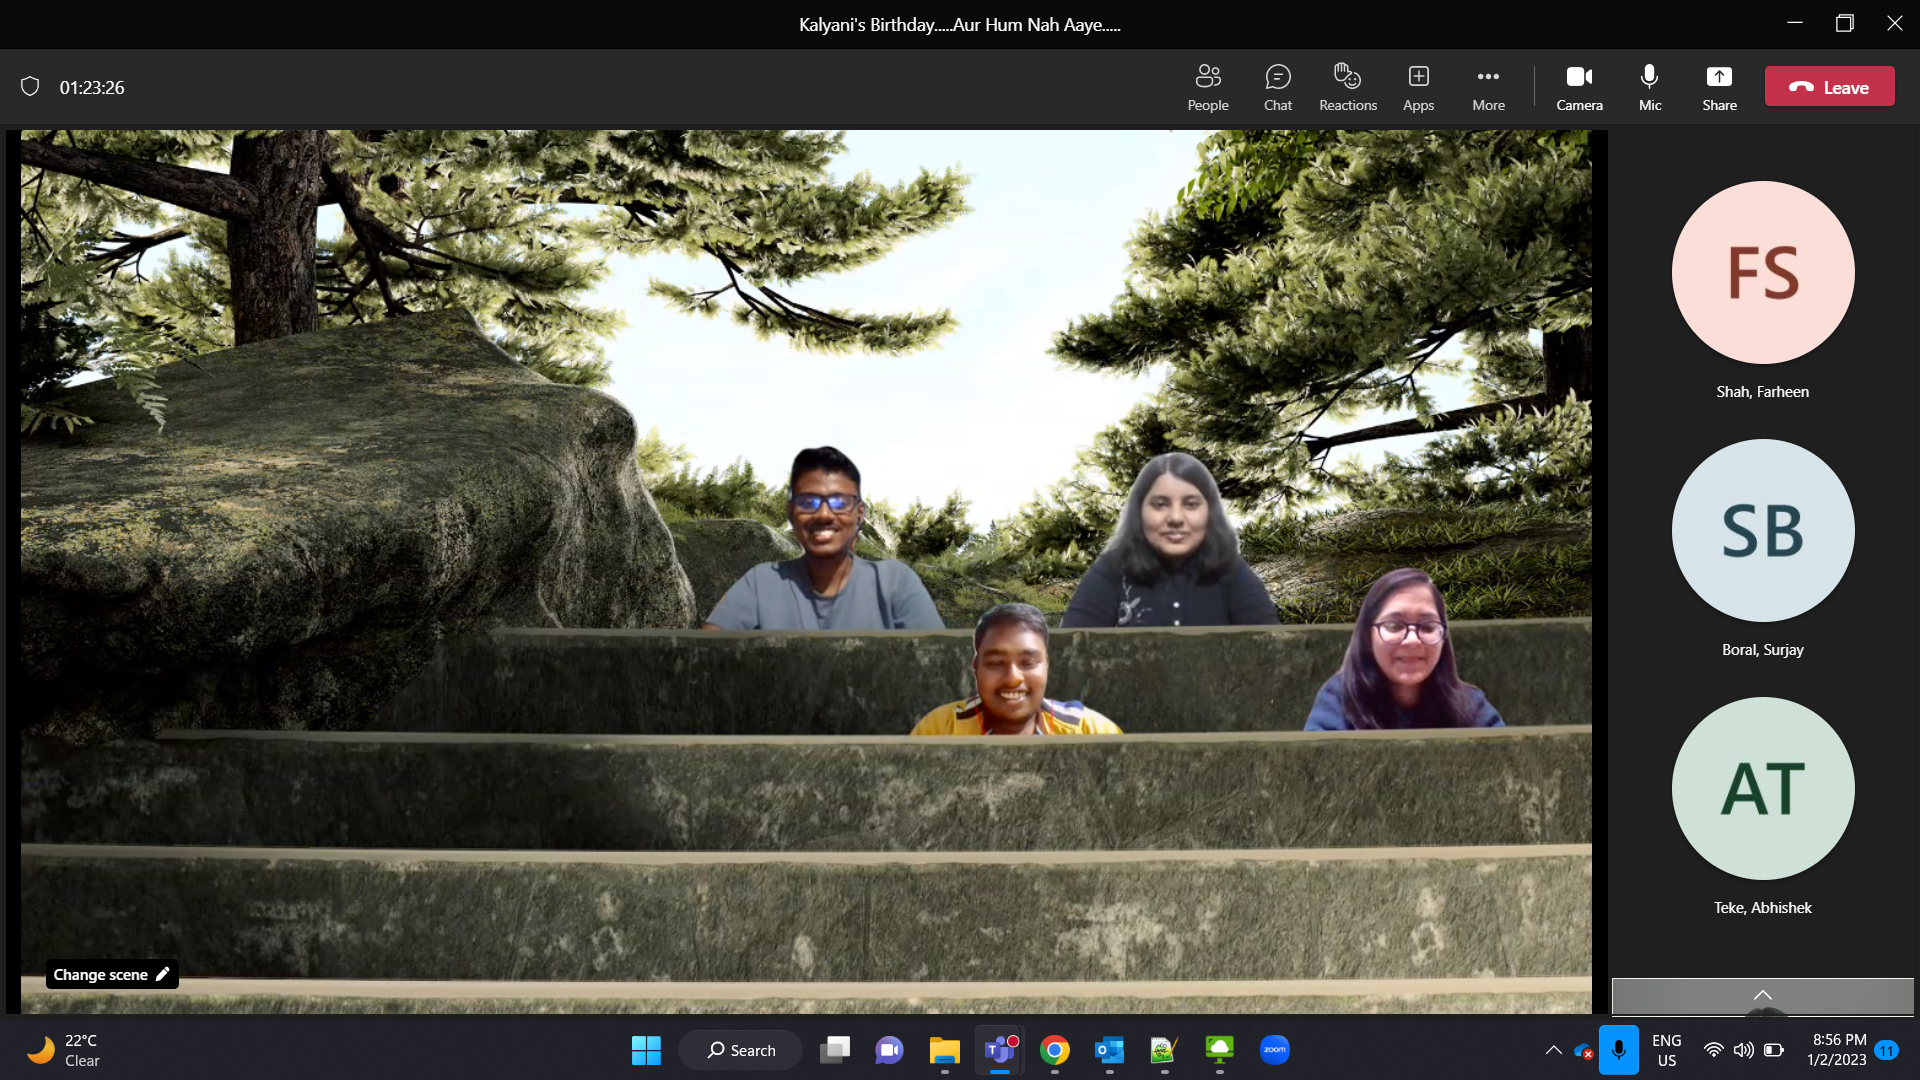 Kalyani's Birthday.....Aur Hum Nah Aaye.....
01:23:26
People
Chat
Reactions
Apps
More
Camera
Mic
Share
Leave
FS
Shah, Farheen
SB
Boral, Surjay
AT
Teke, Abhishek
Change scene
22°C
Clear
Search
T
zoom
ENG
US
8:56 PM
1/2/2023
11